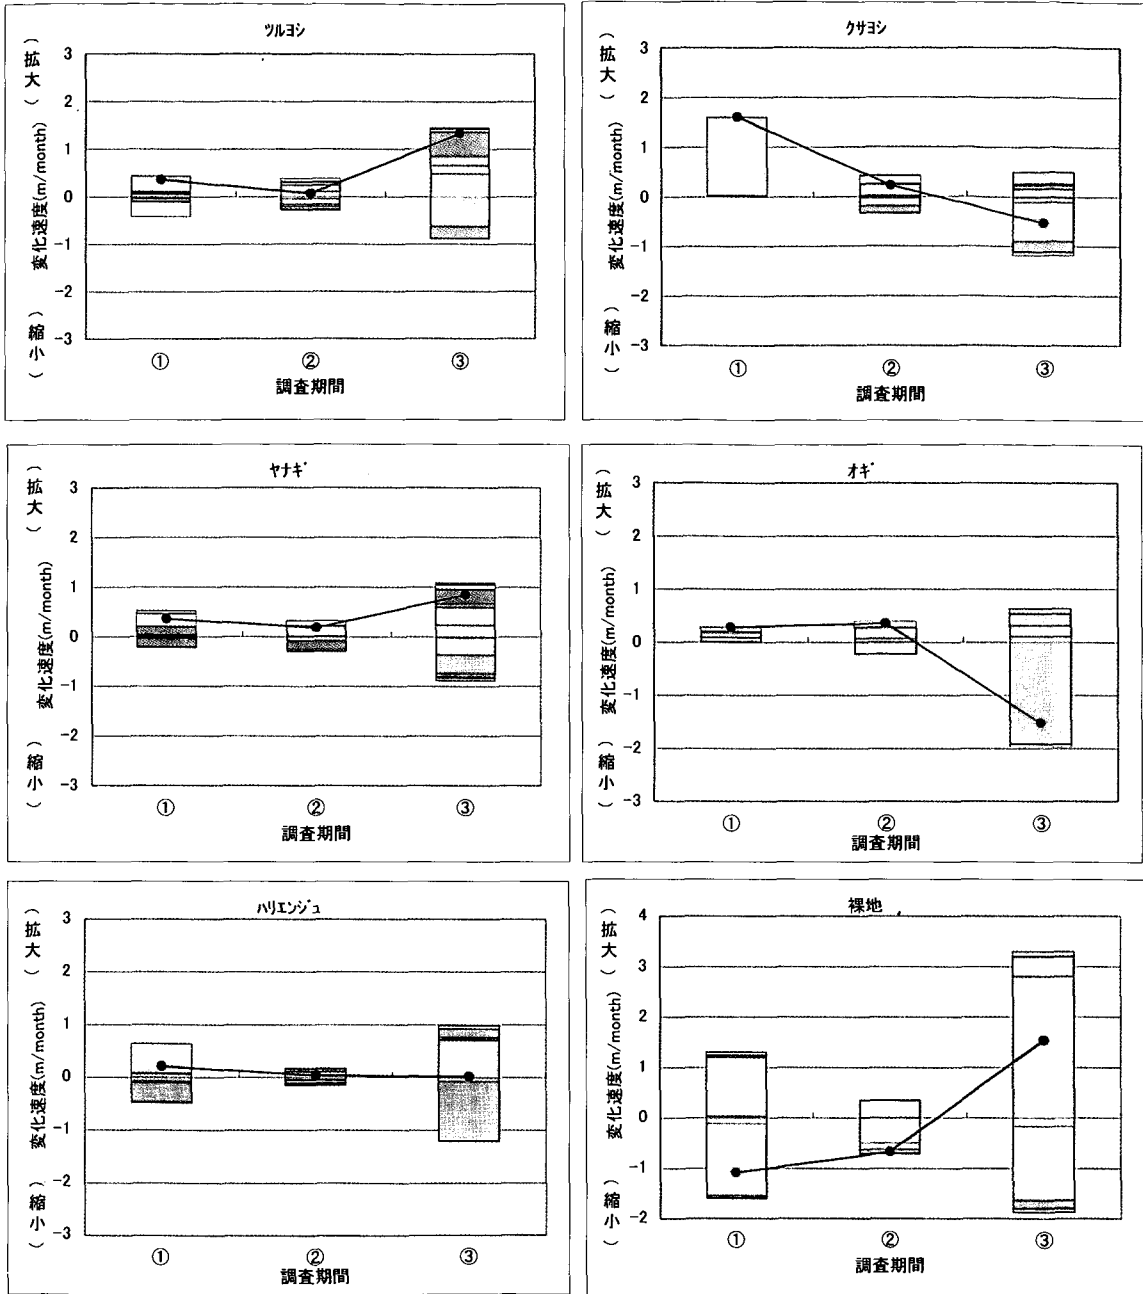 ツルヨシ
（拡大）
変化速度(m/month)
（縮小）
3
2
1
0
-1
-2
-3
① ② ③
調査期間
クサヨシ
（拡大）
変化速度(m/month)
（縮小）
3
2
1
0
-1
-2
-3
① ② ③
調査期間
ヤナギ
（拡大）
変化速度(m/month)
（縮小）
3
2
1
0
-1
-2
-3
① ② ③
調査期間
オギ
（拡大）
変化速度(m/month)
（縮小）
3
2
1
0
-1
-2
-3
① ② ③
調査期間
ハリエンジュ
（拡大）
変化速度(m/month)
（縮小）
3
2
1
0
-1
-2
-3
① ② ③
調査期間
裸地
（拡大）
変化速度(m/month)
（縮小）
4
3
2
1
0
-1
-2
① ② ③
調査期間